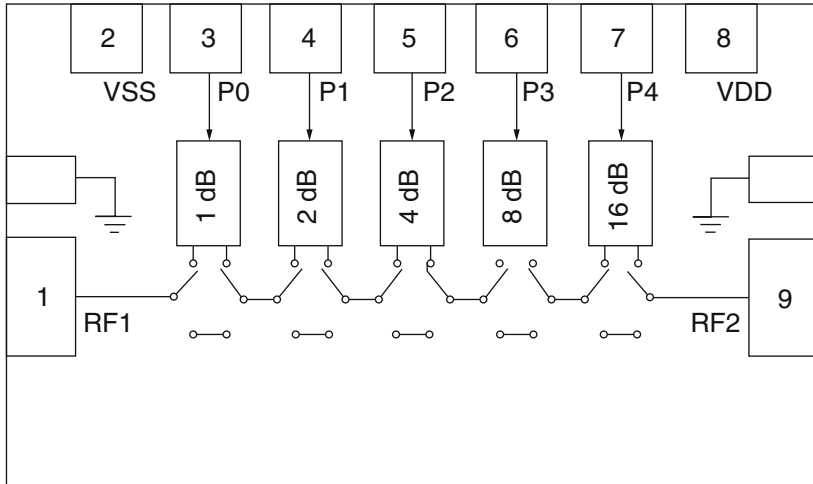 2 3 4 5 6 7 8
VSS P0 P1 P2 P3 P4 VDD
1 dB 2 dB 4 dB 8 dB 16 dB
1 9
RF1 RF2